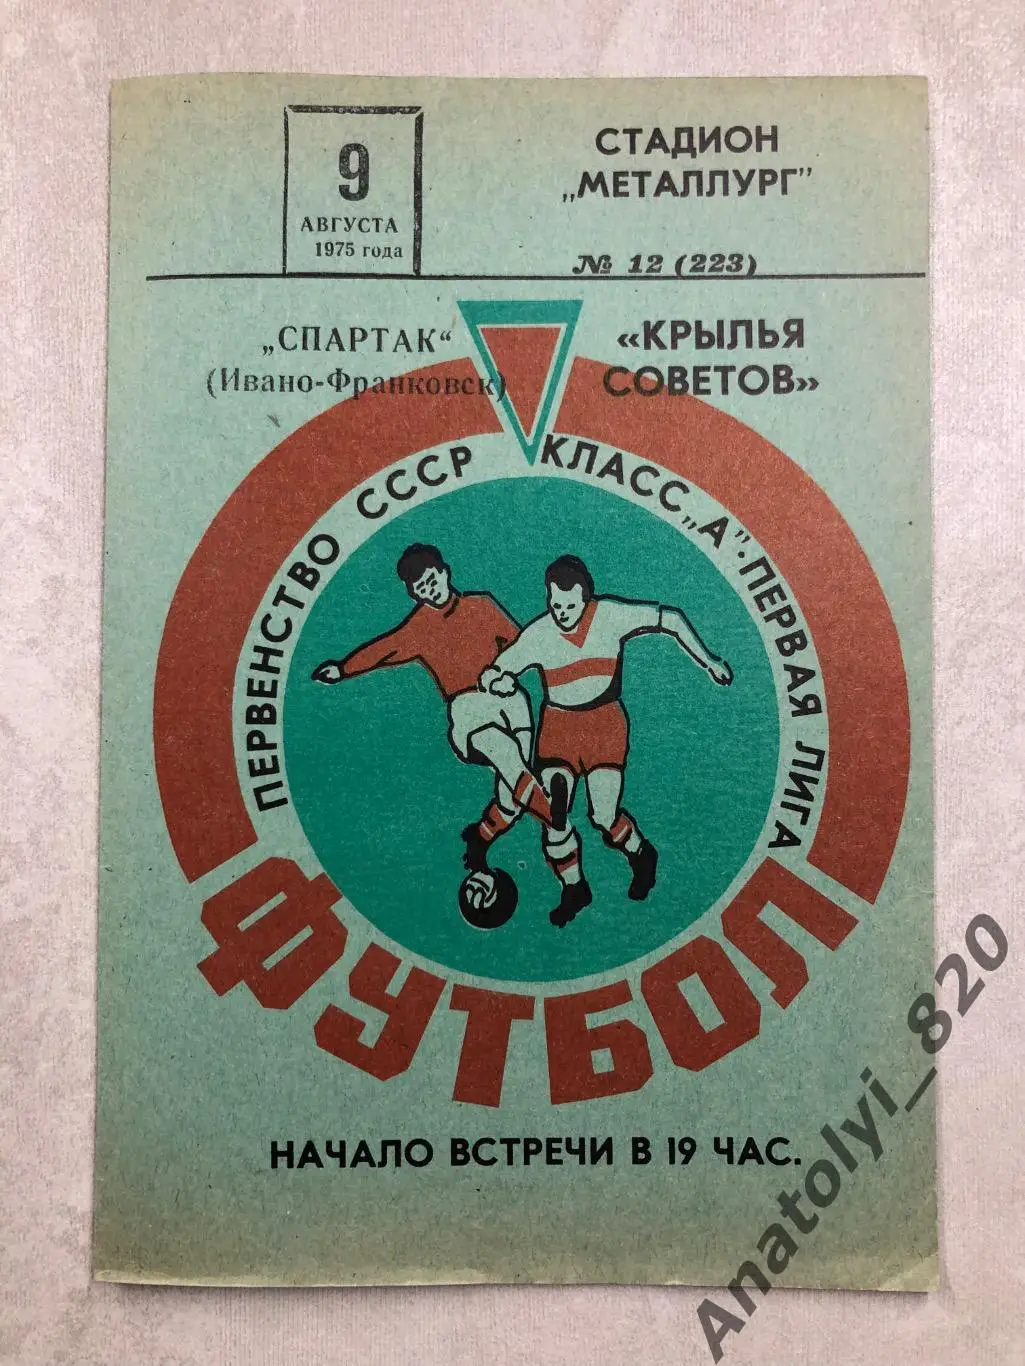 9
АВГУСТА
1975 года
СТАДИОН
„МЕТАЛЛУРГ”
№ 12 (223)
„СПАРТАК“
(Ивано-Франковск)
«КРЫЛЬЯ
СОВЕТОВ»
ПЕРВЕНСТВО СССР КЛАСС „А”·ПЕРВАЯ ЛИГА
ФУТБОЛ
НАЧАЛО ВСТРЕЧИ В 19 ЧАС.
Anatolyi_820